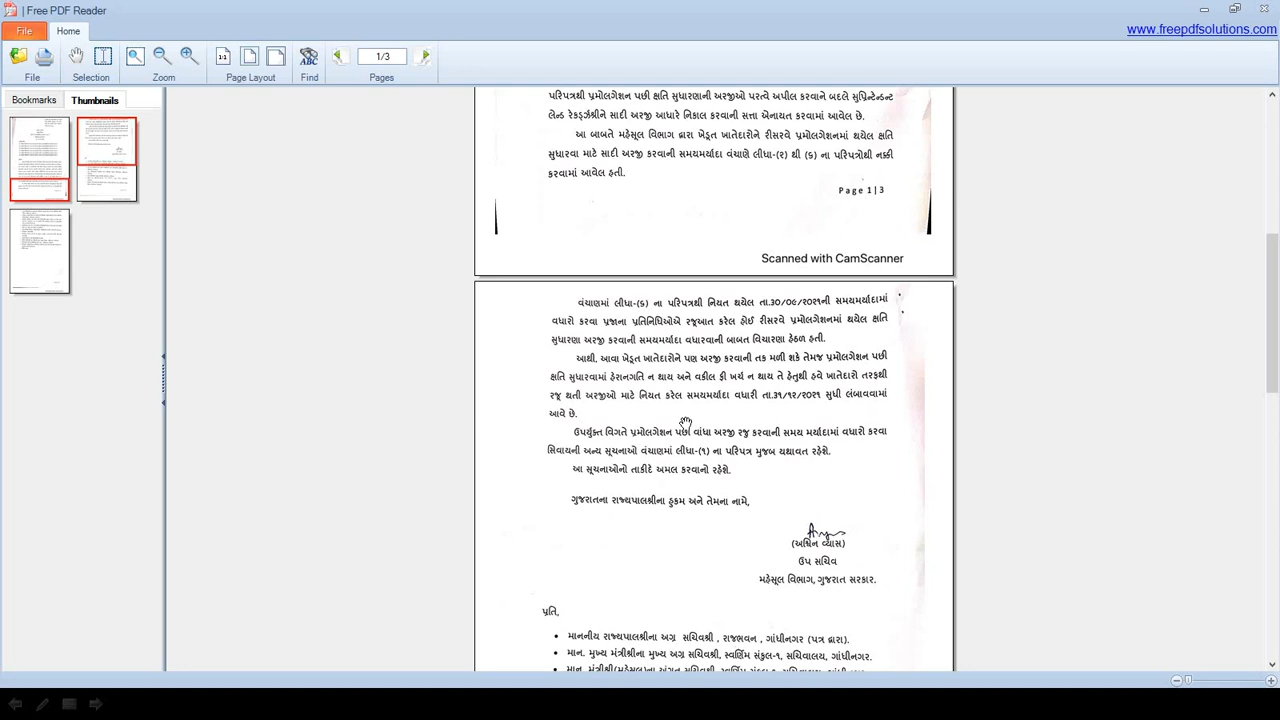 Free PDF Reader
File Home
www.freepdfsolutions.com
File Selection Zoom Page Layout Find Pages
1/3
Bookmarks Thumbnails
પરિપત્રથી પ્રમોલગેશન પછી ક્ષતિ સુધારણાની અરજીઓ પરત્વે અપીલ કરવાને બદલે સુપ્રિન્ટેન્ડન્ટ
લેન્ડ રેકર્ડઝશ્રીને સાદી અરજી આધારે નિકાલ કરવાની સત્તા એનાયત કરવામાં આવેલ છે.
આ બાબતે મહેસૂલ વિભાગ દ્વારા ખેડૂત ખાતેદારોને રીસરવે પ્રમોલગેશનમાં થયેલ ક્ષતિ
સુધારવા માટે સાદી અરજી કરવાની સમયમર્યાદા વંચાણે લીધા-(૨) થી (૬) ના પરિપત્રોથી નક્કી
કરવામાં આવેલ હતી.
Page 1|3
Scanned with CamScanner
વંચાણમાં લીધા-(૬) ના પરિપત્રથી નિયત થયેલ તા.૩૦/૦૯/૨૦૨૧ની સમયમર્યાદામાં
વધારો કરવા પ્રજાના પ્રતિનિધિઓએ રજૂઆત કરેલ હોઈ રીસરવે પ્રમોલગેશનમાં થયેલ ક્ષતિ
સુધારણા અરજી કરવાની સમયમર્યાદા વધારવાની બાબત વિચારણા હેઠળ હતી.
આથી, આવા ખેડૂત ખાતેદારોને પણ અરજી કરવાની તક મળી શકે તેમજ પ્રમોલગેશન પછી
ક્ષતિ સુધારવામાં હેરાનગતિ ન થાય અને વકીલ ફી ખર્ચ ન થાય તે હેતુથી હવે ખાતેદારો તરફથી
રજૂ થતી અરજીઓ માટે નિયત કરેલ સમયમર્યાદા વધારી તા.૩૧/૧૨/૨૦૨૧ સુધી લંબાવવામાં
આવે છે.
ઉપર્યુક્ત વિગતે પ્રમોલગેશન પછી વાંધા અરજી રજુ કરવાની સમય મર્યાદામાં વધારો કરવા
સિવાયની અન્ય સૂચનાઓ વંચાણમાં લીધા-(૧) ના પરિપત્ર મુજબ યથાવત રહેશે.
આ સૂચનાઓનો તાકીદે અમલ કરવાનો રહેશે.
ગુજરાતના રાજ્યપાલશ્રીના હુકમ અને તેમના નામે,
(અશ્વિન વ્યાસ)
ઉપ સચિવ
મહેસૂલ વિભાગ, ગુજરાત સરકાર.
પ્રતિ,
• માનનીય રાજ્યપાલશ્રીના અગ્ર સચિવશ્રી, રાજભવન, ગાંધીનગર (પત્ર દ્વારા).
• માન. મુખ્ય મંત્રીશ્રીના મુખ્ય અગ્ર સચિવશ્રી, સ્વર્ણિમ સંકુલ-૧, સચિવાલય, ગાંધીનગર.